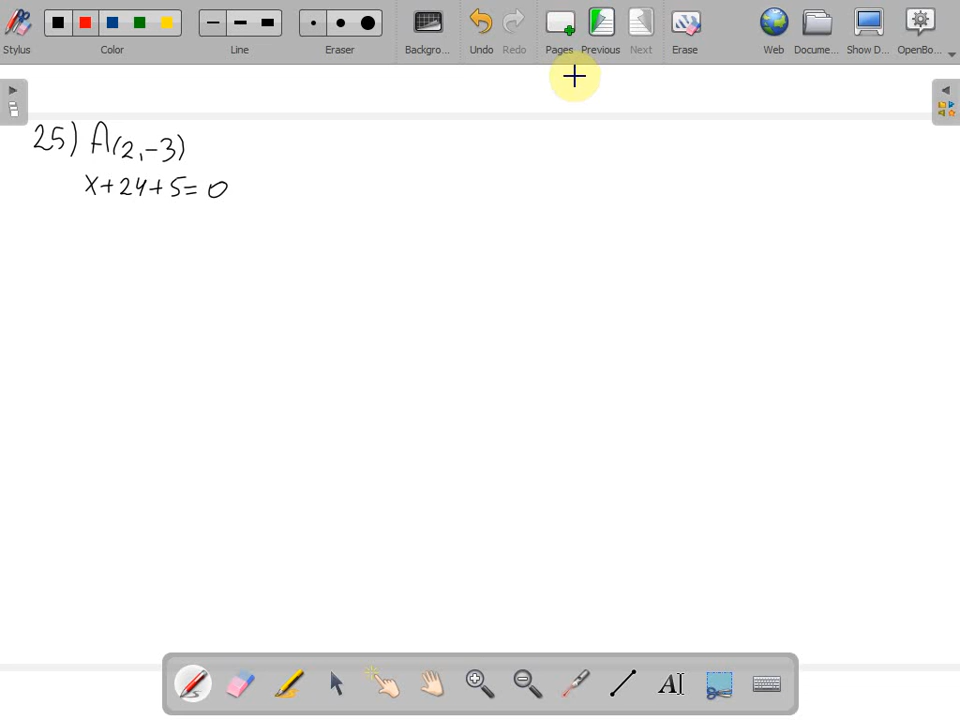 Stylus
Color
Line
Eraser
Backgro...
Undo
Redo
Pages
Previous
Next
Erase
Web
Docume...
Show D...
OpenBo...
25) A(2,-3)
x+2y+5=0
AI